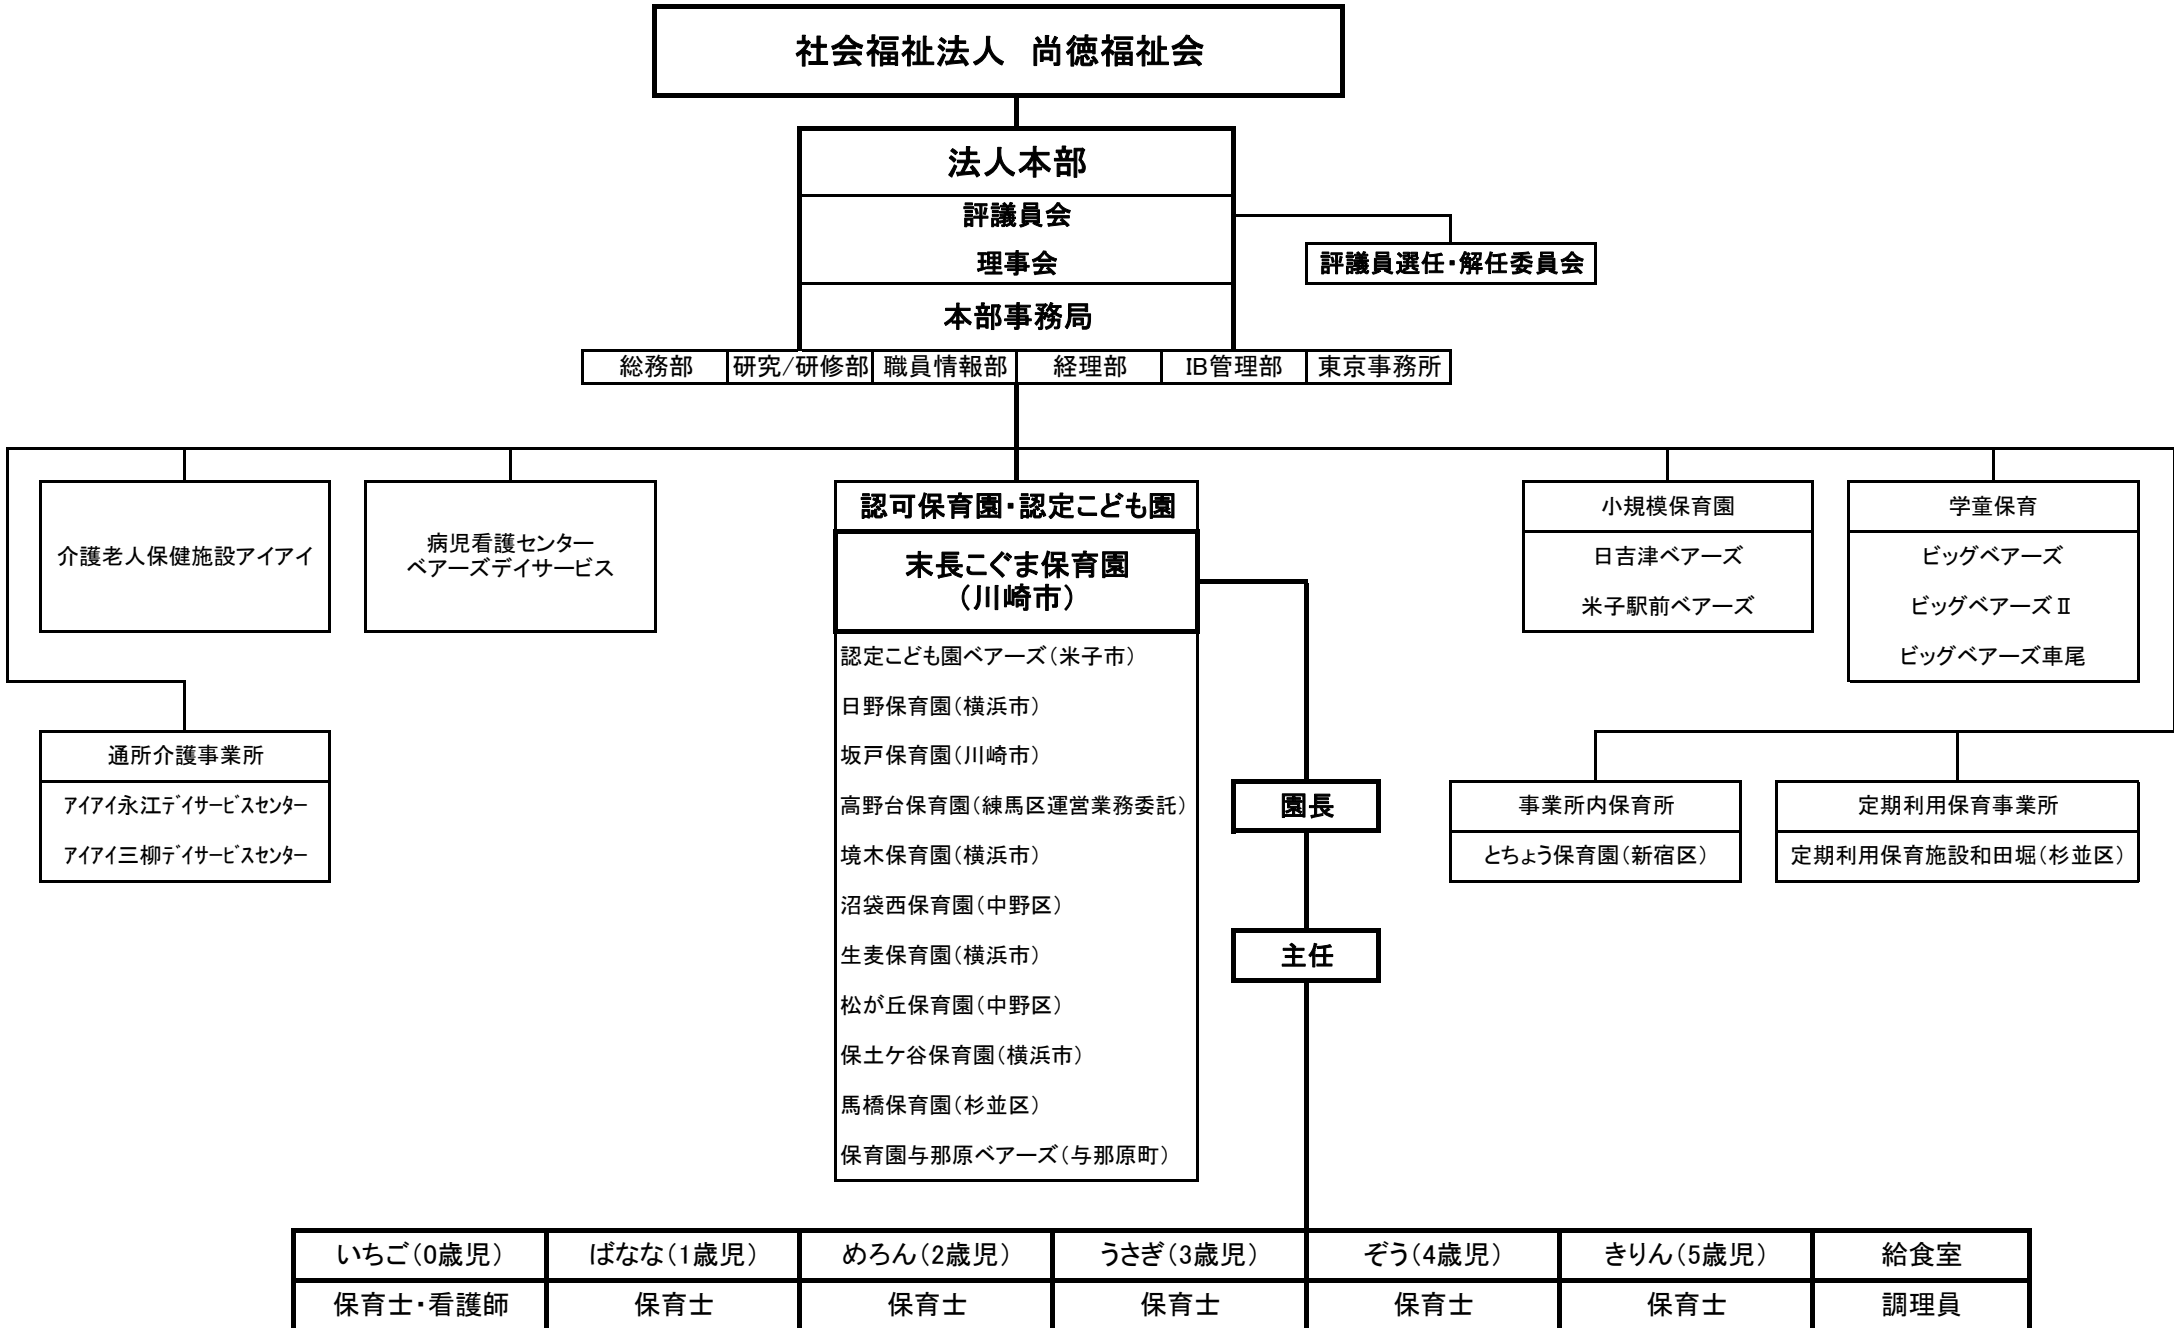 社会福祉法人　尚徳福祉会
法人本部
評議員会
理事会
評議員選任・解任委員会
本部事務局
総務部
研究/研修部
職員情報部
経理部
IB管理部
東京事務所
介護老人保健施設アイアイ
病児看護センター
ベアーズデイサービス
認可保育園・認定こども園
末長こぐま保育園
（川崎市）
認定こども園ベアーズ（米子市）
日野保育園（横浜市）
坂戸保育園（川崎市）
高野台保育園（練馬区運営業務委託）
境木保育園（横浜市）
沼袋西保育園（中野区）
生麦保育園（横浜市）
松が丘保育園（中野区）
保土ケ谷保育園（横浜市）
馬橋保育園（杉並区）
保育園与那原ベアーズ（与那原町）
小規模保育園
日吉津ベアーズ
米子駅前ベアーズ
学童保育
ビッグベアーズ
ビッグベアーズⅡ
ビッグベアーズ車尾
通所介護事業所
ｱｲｱｲ永江ﾃﾞｲｻｰﾋﾞｽｾﾝﾀｰ
ｱｲｱｲ三柳ﾃﾞｲｻｰﾋﾞｽｾﾝﾀｰ
園長
主任
事業所内保育所
とちょう保育園（新宿区）
定期利用保育事業所
定期利用保育施設和田堀（杉並区）
いちご（0歳児）
ばなな（1歳児）
めろん（2歳児）
うさぎ（3歳児）
ぞう（4歳児）
きりん（5歳児）
給食室
保育士・看護師
保育士
保育士
保育士
保育士
保育士
調理員